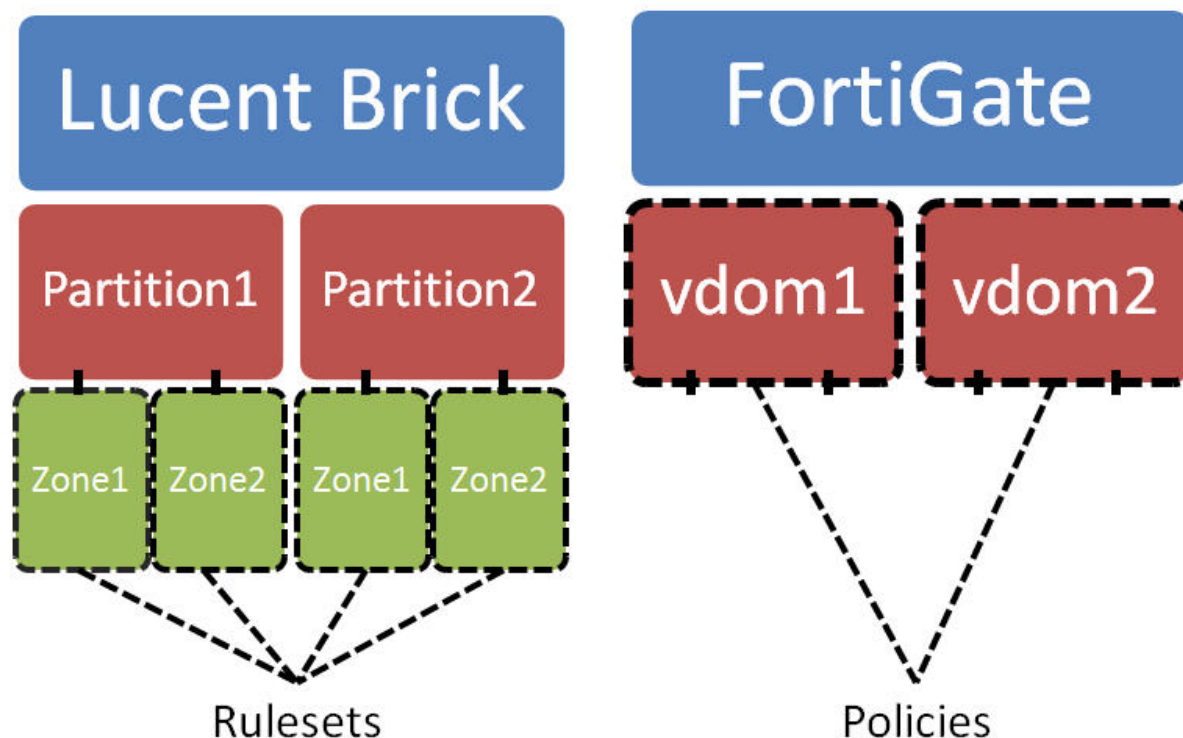 Lucent Brick
FortiGate
Partition1
Partition2
vdom1
vdom2
Zone1
Zone2
Zone1
Zone2
Rulesets
Policies